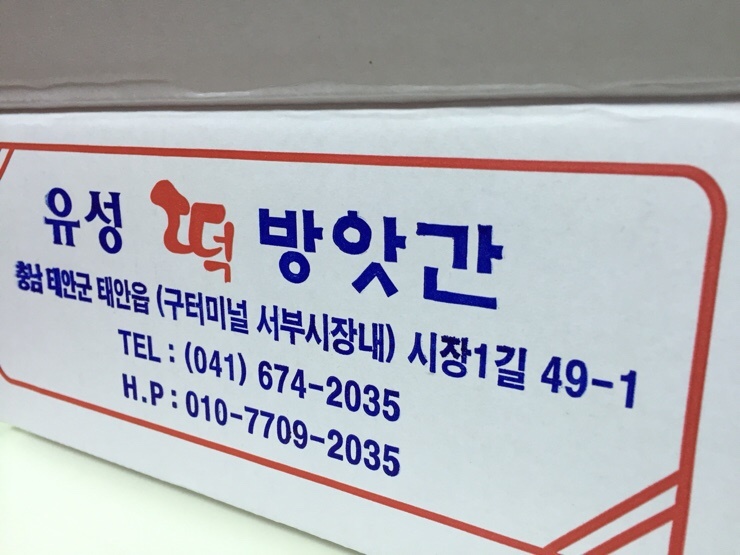 유성 떡 방앗간
충남 태안군 태안읍 (구터미널 서부시장내) 시장1길 49-1
TEL : (041) 674-2035
H.P : 010-7709-2035